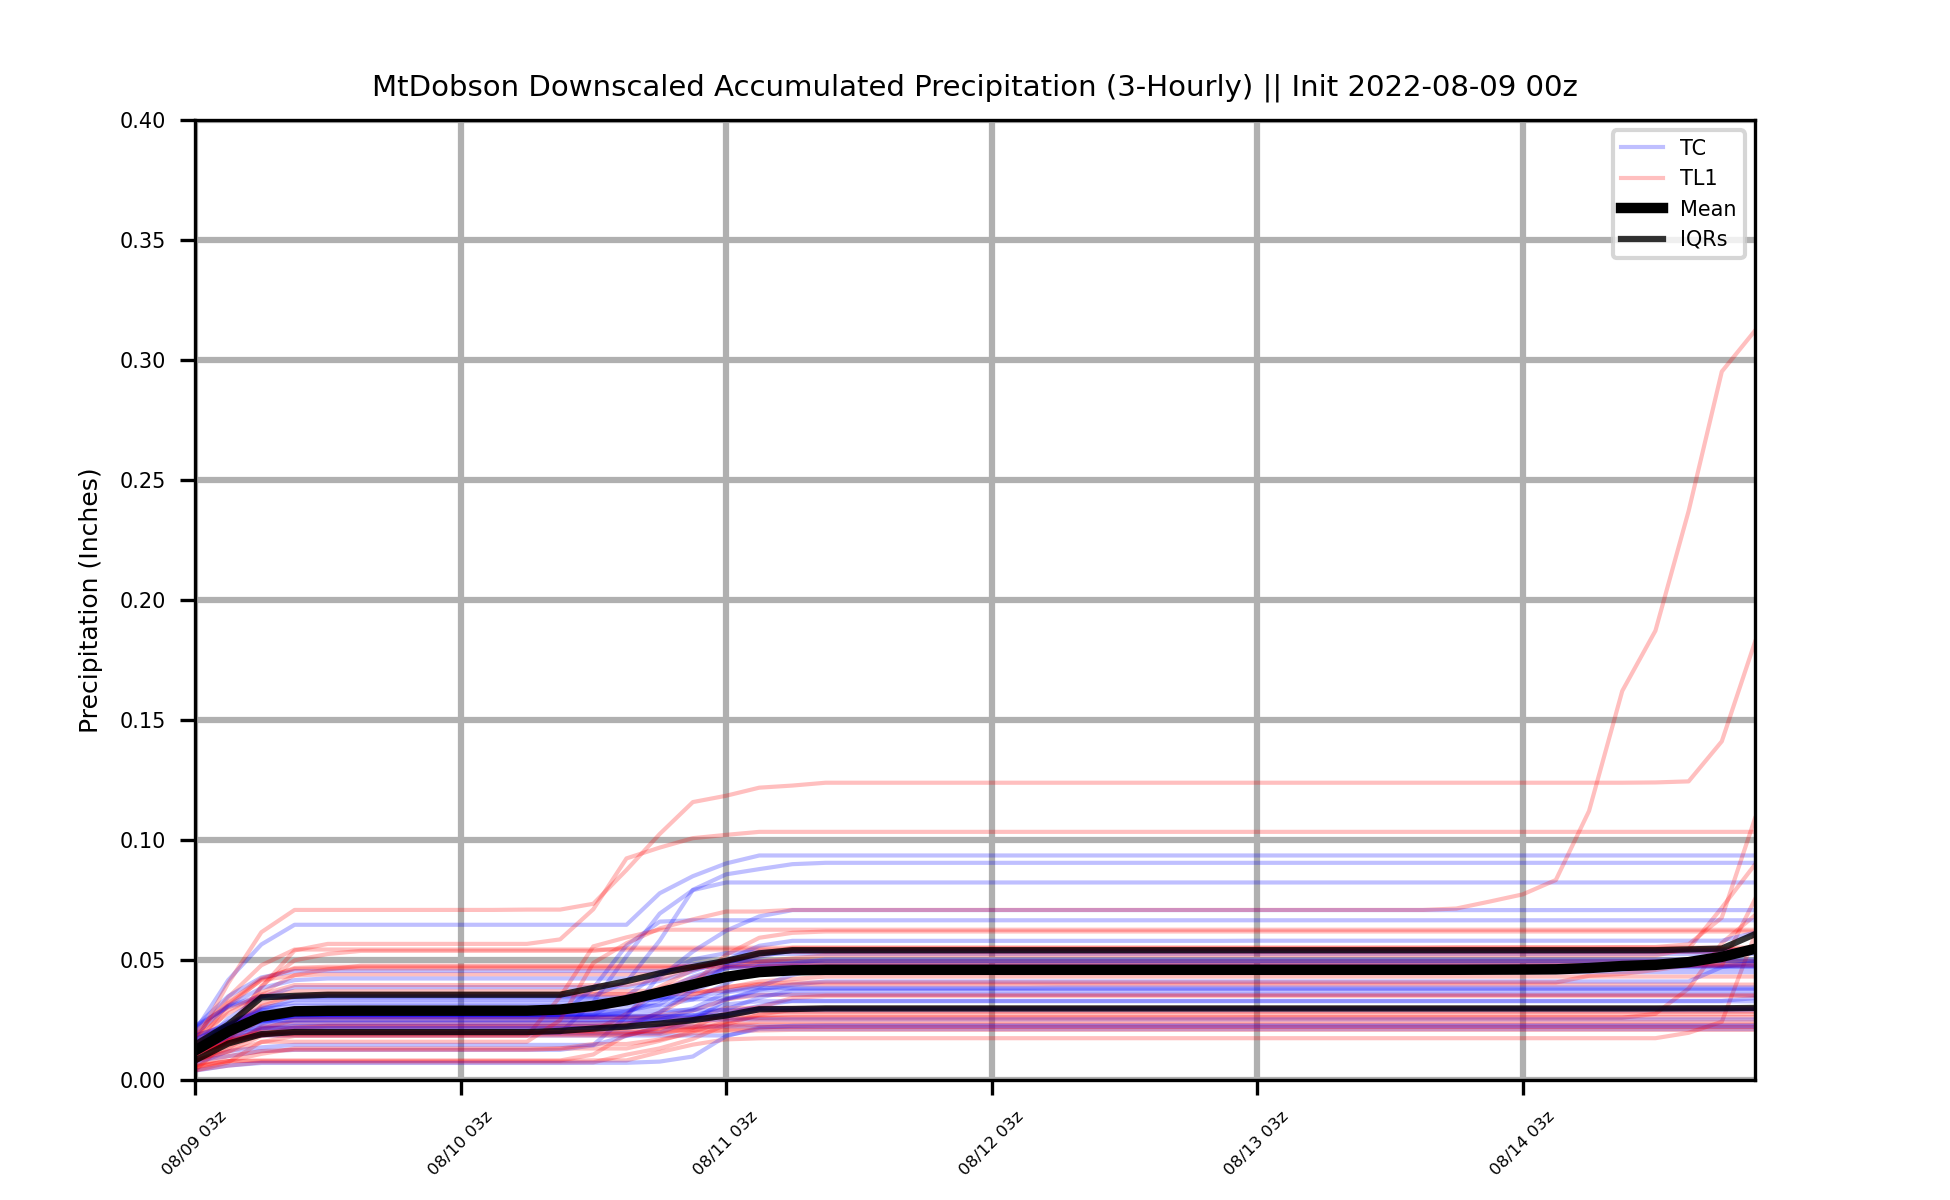 MtDobson Downscaled Accumulated Precipitation (3-Hourly) || Init 2022-08-09 00z
Precipitation (Inches)
0.40
0.35
0.30
0.25
0.20
0.15
0.10
0.05
0.00
TC
TL1
Mean
IQRs
08/09 03z
08/10 03z
08/11 03z
08/12 03z
08/13 03z
08/14 03z